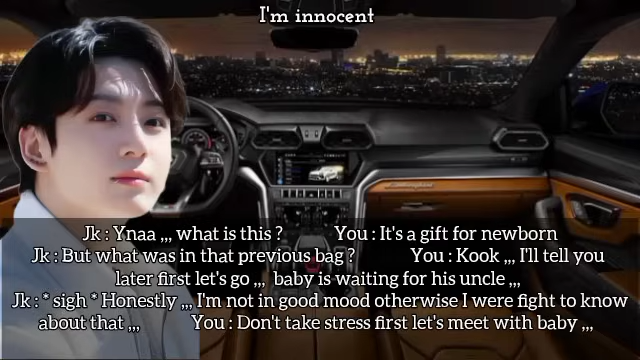 I'm innocent
Jk : Ynaa ,,, what is this ? You : It's a gift for newborn
Jk : But what was in that previous bag ? You : Kook ,,, I'll tell you
later first let's go ,,, baby is waiting for his uncle ,,,
Jk : * sigh * Honestly ,,, I'm not in good mood otherwise I were fight to know
about that ,,, You : Don't take stress first let's meet with baby ,,,
Lamborghini